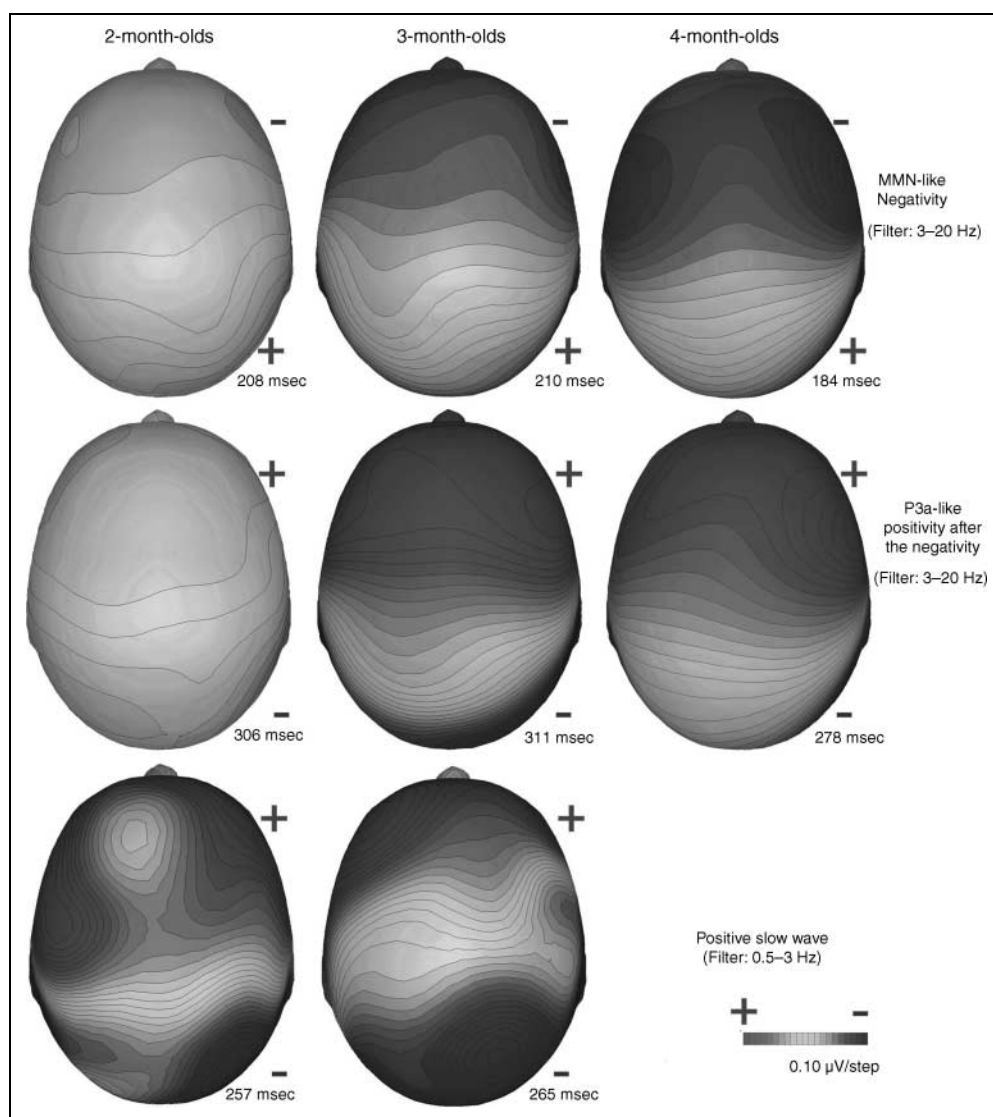 2-month-olds
3-month-olds
4-month-olds
-
-
-
MMN-like
Negativity
(Filter: 3–20 Hz)
+
+
+
208 msec
210 msec
184 msec
+
+
+
P3a-like
positivity after
the negativity
(Filter: 3–20 Hz)
-
-
-
306 msec
311 msec
278 msec
+
+
Positive slow wave
(Filter: 0.5–3 Hz)
+ -
0.10 µV/step
-
-
257 msec
265 msec